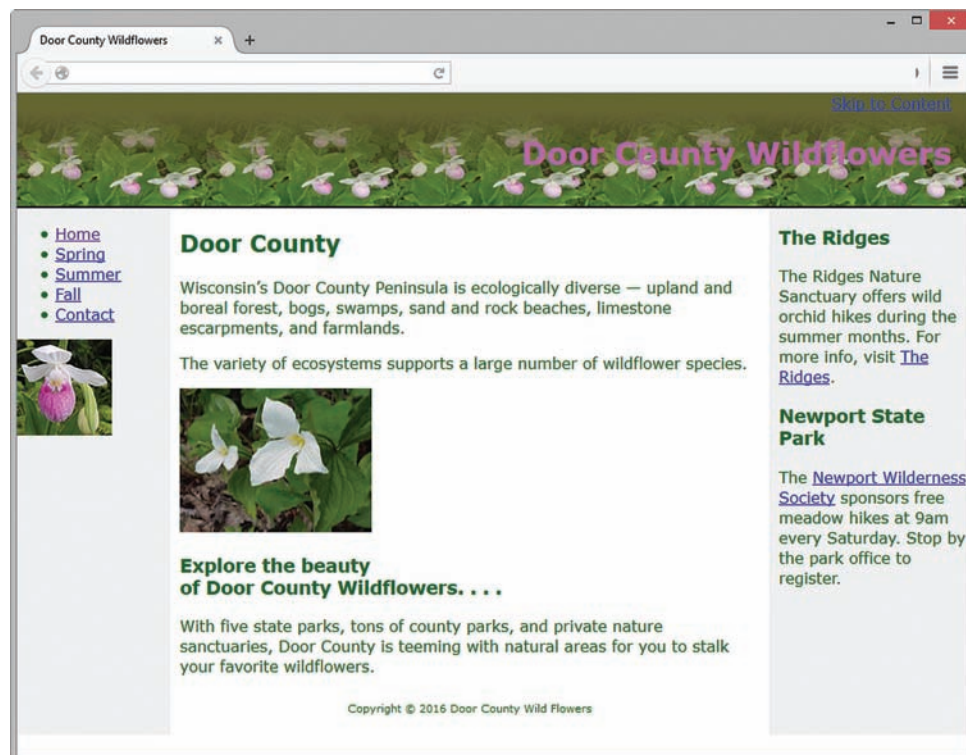 Door County Wildflowers
Skip to Content
Door County Wildflowers
Home
Spring
Summer
Fall
Contact
Door County
Wisconsin’s Door County Peninsula is ecologically diverse — upland and
boreal forest, bogs, swamps, sand and rock beaches, limestone
escarpments, and farmlands.
The variety of ecosystems supports a large number of wildflower species.
Explore the beauty
of Door County Wildflowers. . . .
With five state parks, tons of county parks, and private nature
sanctuaries, Door County is teeming with natural areas for you to stalk
your favorite wildflowers.
Copyright © 2016 Door County Wild Flowers
The Ridges
The Ridges Nature
Sanctuary offers wild
orchid hikes during the
summer months. For
more info, visit The
Ridges.
Newport State
Park
The Newport Wilderness
Society sponsors free
meadow hikes at 9am
every Saturday. Stop by
the park office to
register.